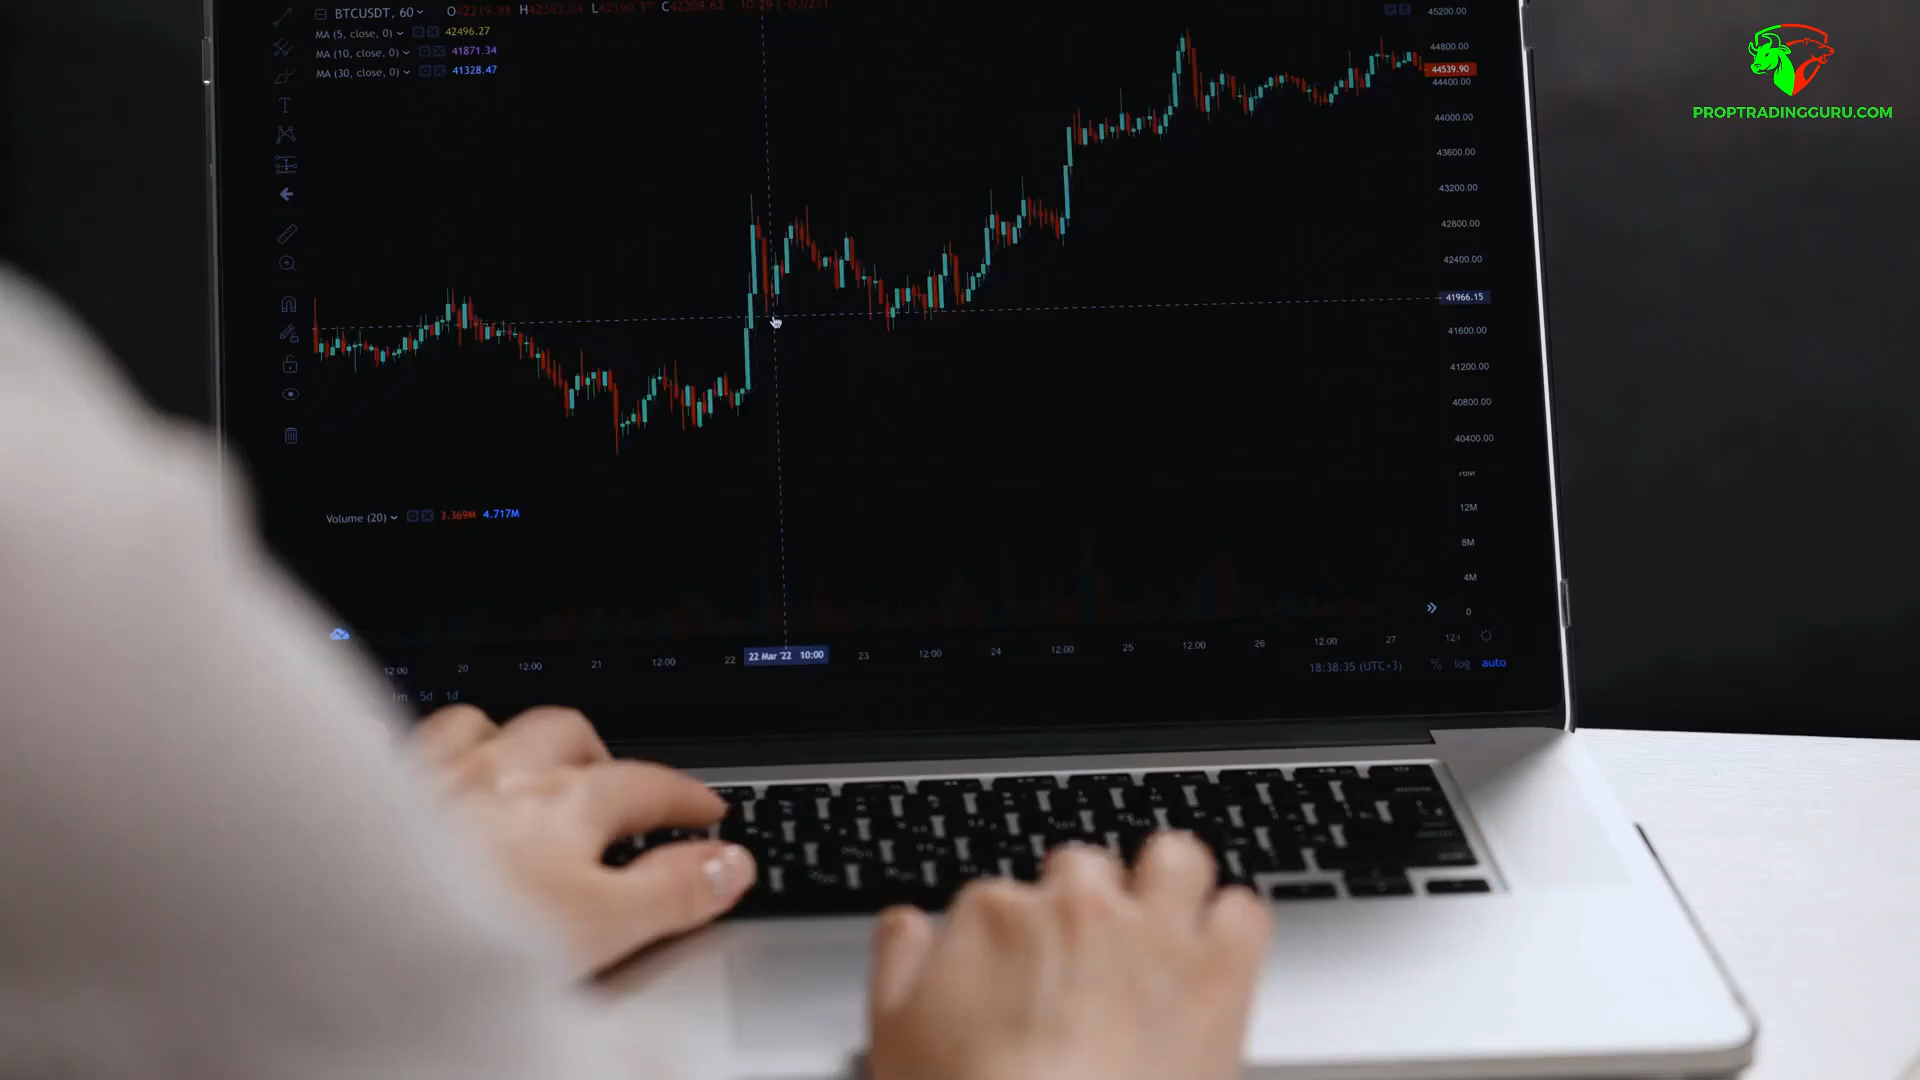 BTCUSDT, 60
MA (5, close, 0) 42496.27
MA (10, close, 0) 41871.34
MA (30, close, 0) 41328.47
45200.00
44800.00
44539.90
44400.00
44000.00
43600.00
43200.00
42800.00
42400.00
41966.15
41600.00
41200.00
40800.00
40400.00
Volume (20) 3.369M 4.717M
16M
12M
8M
4M
0
12:00 20 12:00 21 12:00 22 22 Mar '22 10:00 23 12:00 24 12:00 25 12:00 26 12:00 27
18:38:35 (UTC+3) % log auto
1m 5d 1d
PROPTRADINGGURU.COM